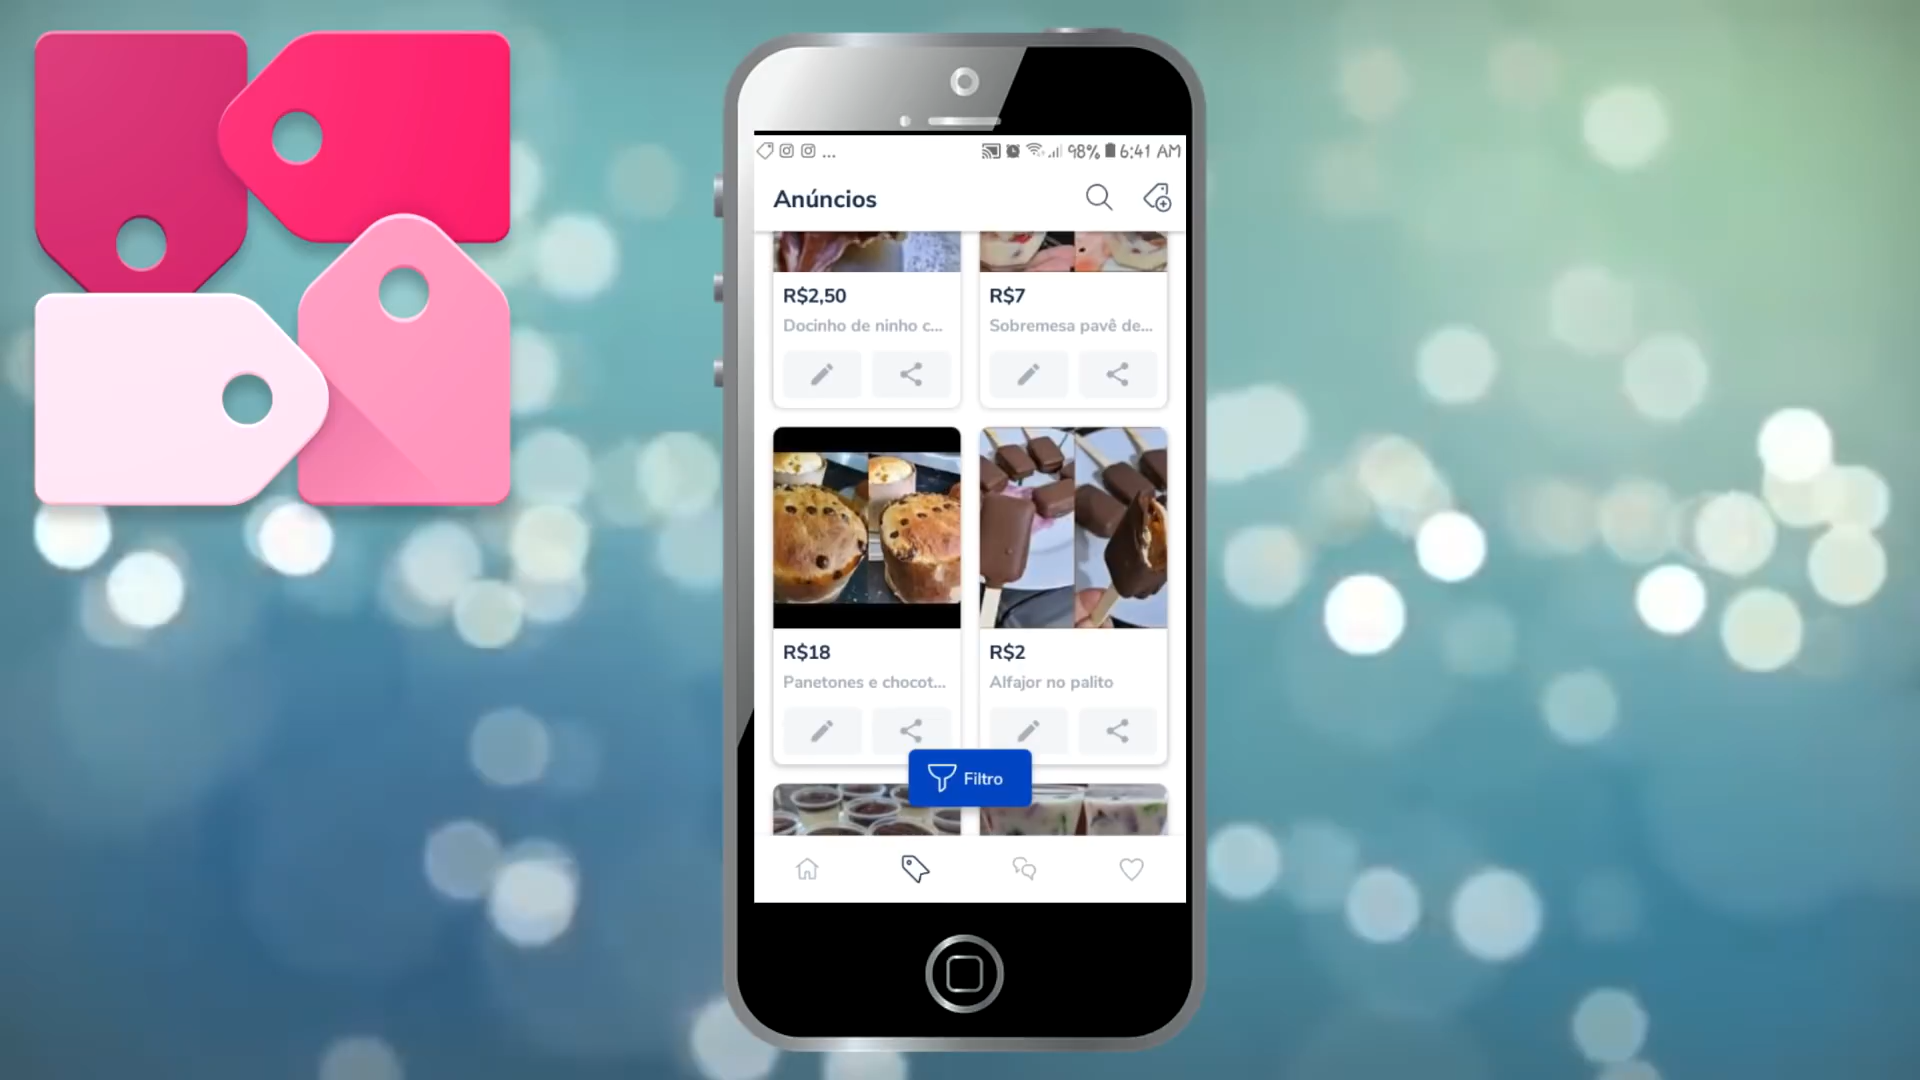 ... 98% 6:41 AM
Anúncios
R$2,50
Docinho de ninho c...
R$7
Sobremesa pavê de...
R$18
Panetones e chocot...
R$2
Alfajor no palito
Filtro